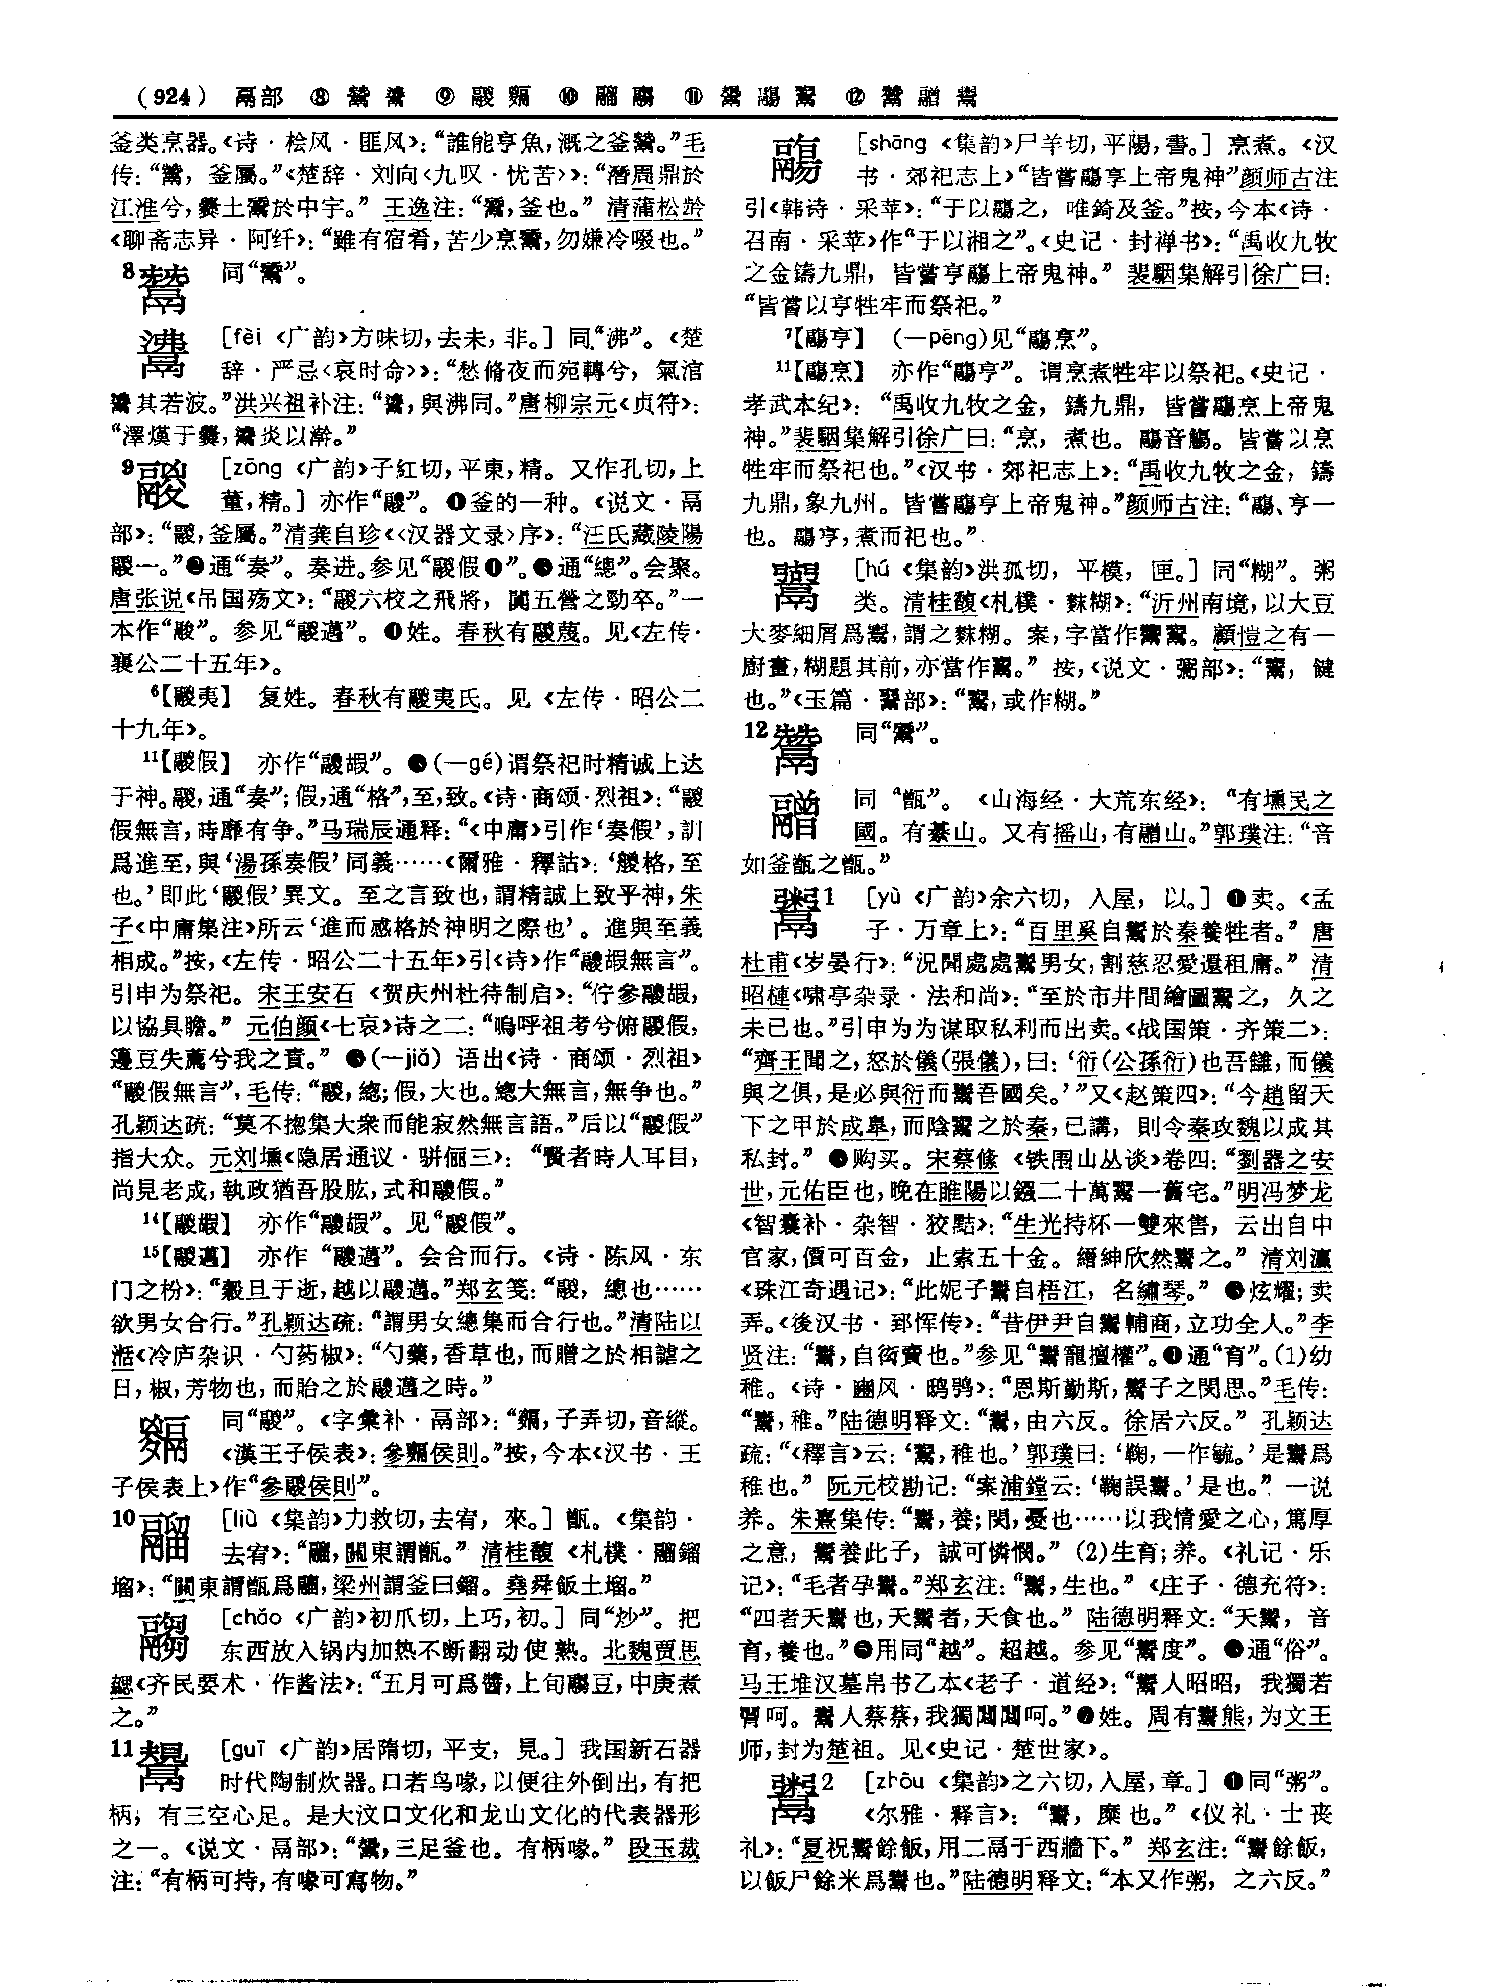 (924) 鬲部 ⑧鬵鬻 ⑨鬷 ⑩ ⑪鬹鬺 ⑫鬵鬻
釜类烹器。《诗·桧风·匪风》：“誰能亨魚，溉之釜鬵。”毛
传：“鬵，釜屬。”《楚辞·刘向〈九叹·忧苦〉》：“潛周鼎於
江淮兮，爨土鬵於中宇。”王逸注：“鬵，釜也。”清蒲松龄
《聊斋志异·阿纤》：“雖有宿肴，苦少烹鬵，勿嫌冷啜也。”
8 同“鬵”。
[fèi《广韵》方味切，去未，非。] 同“沸”。《楚
辞·严忌〈哀时命〉》：“愁脩夜而宛轉兮，氣涫
其若波。”洪兴祖补注：“，與沸同。”唐柳宗元《贞符》：
“澤熯于爨，炎以澣。”
9鬷 [zōng《广韵》子紅切，平東，精。又作孔切，上
董，精。] 亦作“鬷”。❶釜的一种。《说文·鬲
部》：“鬷，釜屬。”清龚自珍《〈汉器文录〉序》：“汪氏藏陵陽
鬷一。”❷通“奏”。奏进。参见“鬷假❶”。❸通“總”。会聚。
唐张说《吊国殇文》：“鬷六校之飛將，闐五營之勁卒。”一
本作“駿”。参见“鬷邁”。❹姓。春秋有鬷蔑。见《左传·
襄公二十五年》。
6【鬷夷】 复姓。春秋有鬷夷氏。见《左传·昭公二
十九年》。
11【鬷假】 亦作“鬷嘏”。❶(—gé)谓祭祀时精诚上达
于神。鬷，通“奏”；假，通“格”，至，致。《诗·商颂·烈祖》：“鬷
假無言，時靡有争。”马瑞辰通释：“《中庸》引作‘奏假’，訓
爲進至，與‘湯孫奏假’同義……《爾雅·釋詁》：‘艐格，至
也。’即此‘鬷假’異文。至之言致也，謂精誠上致乎神，朱
子《中庸集注》所云‘進而感格於神明之際也’。進與至義
相成。”按，《左传·昭公二十五年》引《诗》作“鬷嘏無言”。
引申为祭祀。宋王安石《贺庆州杜待制启》：“佇參鬷嘏，
以協具瞻。”元伯颜《七哀》诗之二：“嗚呼祖考兮俯鬷假，
籩豆失薦兮我之責。”❷(—jiǎ) 语出《诗·商颂·烈祖》
“鬷假無言”，毛传：“鬷，總；假，大也。總大無言，無争也。”
孔颖达疏：“莫不揔集大衆而能寂然無言語。”后以“鬷假”
指大众。元刘壎《隐居通议·骈俪三》：“賢者時人耳目，
尚見老成，執政猶吾股肱，式和鬷假。”
14【鬷嘏】 亦作“鬷嘏”。见“鬷假”。
15【鬷邁】 亦作“鬷邁”。会合而行。《诗·陈风·东
门之枌》：“穀旦于逝，越以鬷邁。”郑玄笺：“鬷，總也……
欲男女合行。”孔颖达疏：“謂男女總集而合行也。”清陆以
湉《冷庐杂识·勺药椒》：“勺藥，香草也，而贈之於相謔之
日，椒，芳物也，而貽之於鬷邁之時。”
同“鬷”。《字彙补·鬲部》：“，子弄切，音縱。
《漢王子侯表》：參侯則。”按，今本《汉书·王
子侯表上》作“參鬷侯則”。
10 [liù《集韵》力救切，去宥，來。] 甑。《集韵·
去宥》：“，關東謂甑。”清桂馥《札樸·鎦
塯》：“關東謂甑爲，梁州謂釜曰鎦。堯舜飯土塯。”
[chǎo《广韵》初爪切，上巧，初。] 同“炒”。把
东西放入锅内加热不断翻动使熟。北魏贾思
勰《齐民要术·作酱法》：“五月可爲醬，上旬豆，中庚煮
之。”
11鬹 [guī《广韵》居隋切，平支，見。] 我国新石器
时代陶制炊器。口若鸟喙，以便往外倒出，有把
柄，有三空心足。是大汶口文化和龙山文化的代表器形
之一。《说文·鬲部》：“鬹，三足釜也。有柄喙。”段玉裁
注：“有柄可持，有喙可寫物。”
鬺 [shāng《集韵》尸羊切，平陽，書。] 烹煮。《汉
书·郊祀志上》“皆嘗鬺享上帝鬼神”颜师古注
引《韩诗·采苹》：“于以鬺之，唯錡及釜。”按，今本《诗·
召南·采苹》作“于以湘之”。《史记·封禅书》：“禹收九牧
之金鑄九鼎，皆嘗亨鬺上帝鬼神。”裴駰集解引徐广曰：
“皆嘗以亨牲牢而祭祀。”
7【鬺亨】 (—pēng)见“鬺烹”。
11【鬺烹】 亦作“鬺亨”。谓烹煮牲牢以祭祀。《史记·
孝武本纪》：“禹收九牧之金，鑄九鼎，皆嘗鬺烹上帝鬼
神。”裴駰集解引徐广曰：“烹，煮也。鬺音觴。皆嘗以烹
牲牢而祭祀也。”《汉书·郊祀志上》：“禹收九牧之金，鑄
九鼎，象九州。皆嘗鬺亨上帝鬼神。”颜师古注：“鬺、亨一
也。鬺亨，煮而祀也。”
[hú《集韵》洪孤切，平模，匣。] 同“糊”。粥
类。清桂馥《札樸·麩糊》：“沂州南境，以大豆
大麥細屑爲鬻，謂之麩糊。案，字當作。顧愷之有一
廚畫，糊題其前，亦當作。”按，《说文·弼部》：“，鍵
也。”《玉篇·部》：“，或作糊。”
12 同“鬵”。
同“甑”。《山海经·大荒东经》：“有壎民之
國。有綦山。又有摇山，有山。”郭璞注：“音
如釜甑之甑。”
鬻1 [yù《广韵》余六切，入屋，以。] ❶卖。《孟
子·万章上》：“百里奚自鬻於秦養牲者。”唐
杜甫《岁晏行》：“況聞處處鬻男女，割慈忍愛還租庸。”清
昭槤《啸亭杂录·法和尚》：“至於市井間繪圖鬻之，久之
未已也。”引申为为谋取私利而出卖。《战国策·齐策二》：
“齊王聞之，怒於儀(張儀)，曰：‘衍(公孫衍)也吾讎，而儀
與之俱，是必與衍而鬻吾國矣。’”又《赵策四》：“今趙留天
下之甲於成皋，而陰鬻之於秦，已講，則令秦攻魏以成其
私封。”❷购买。宋蔡絛《铁围山丛谈》卷四：“劉器之安
世，元佑臣也，晚在睢陽以鏹二十萬鬻一舊宅。”明冯梦龙
《智囊补·杂智·狡黠》：“生光持杯一雙來售，云出自中
官家，價可百金，止索五十金。縉紳欣然鬻之。”清刘瀛
《珠江奇遇记》：“此妮子鬻自梧江，名繡琴。”❸炫耀；卖
弄。《後汉书·郅恽传》：“昔伊尹自鬻輔商，立功全人。”李
贤注：“鬻，自衒賣也。”参见“鬻寵擅權”。❹通“育”。(1)幼
稚。《诗·豳风·鸱鸮》：“恩斯勤斯，鬻子之閔思。”毛传：
“鬻，稚。”陆德明释文：“鬻，由六反。徐居六反。”孔颖达
疏：“《釋言》云：‘鬻，稚也。’郭璞曰：‘鞠，一作毓。’是鬻爲
稚也。”阮元校勘记：“案浦鏜云：‘鞠誤鬻。’是也。”一说
养。朱熹集传：“鬻，養；閔，憂也……以我情愛之心，篤厚
之意，鬻養此子，誠可憐憫。”(2)生育；养。《礼记·乐
记》：“毛者孕鬻。”郑玄注：“鬻，生也。”《庄子·德充符》：
“四者天鬻也，天鬻者，天食也。”陆德明释文：“天鬻，音
育，養也。”❺用同“越”。超越。参见“鬻度”。❻通“俗”。
马王堆汉墓帛书乙本《老子·道经》：“鬻人昭昭，我獨若
呵。鬻人蔡蔡，我獨閩閩呵。”❼姓。周有鬻熊，为文王
师，封为楚祖。见《史记·楚世家》。
鬻2 [zhōu《集韵》之六切，入屋，章。] ❶同“粥”。
《尔雅·释言》：“鬻，糜也。”《仪礼·士丧
礼》：“夏祝鬻餘飯，用二鬲于西牆下。”郑玄注：“鬻餘飯，
以飯尸餘米爲鬻也。”陆德明释文：“本又作粥，之六反。”